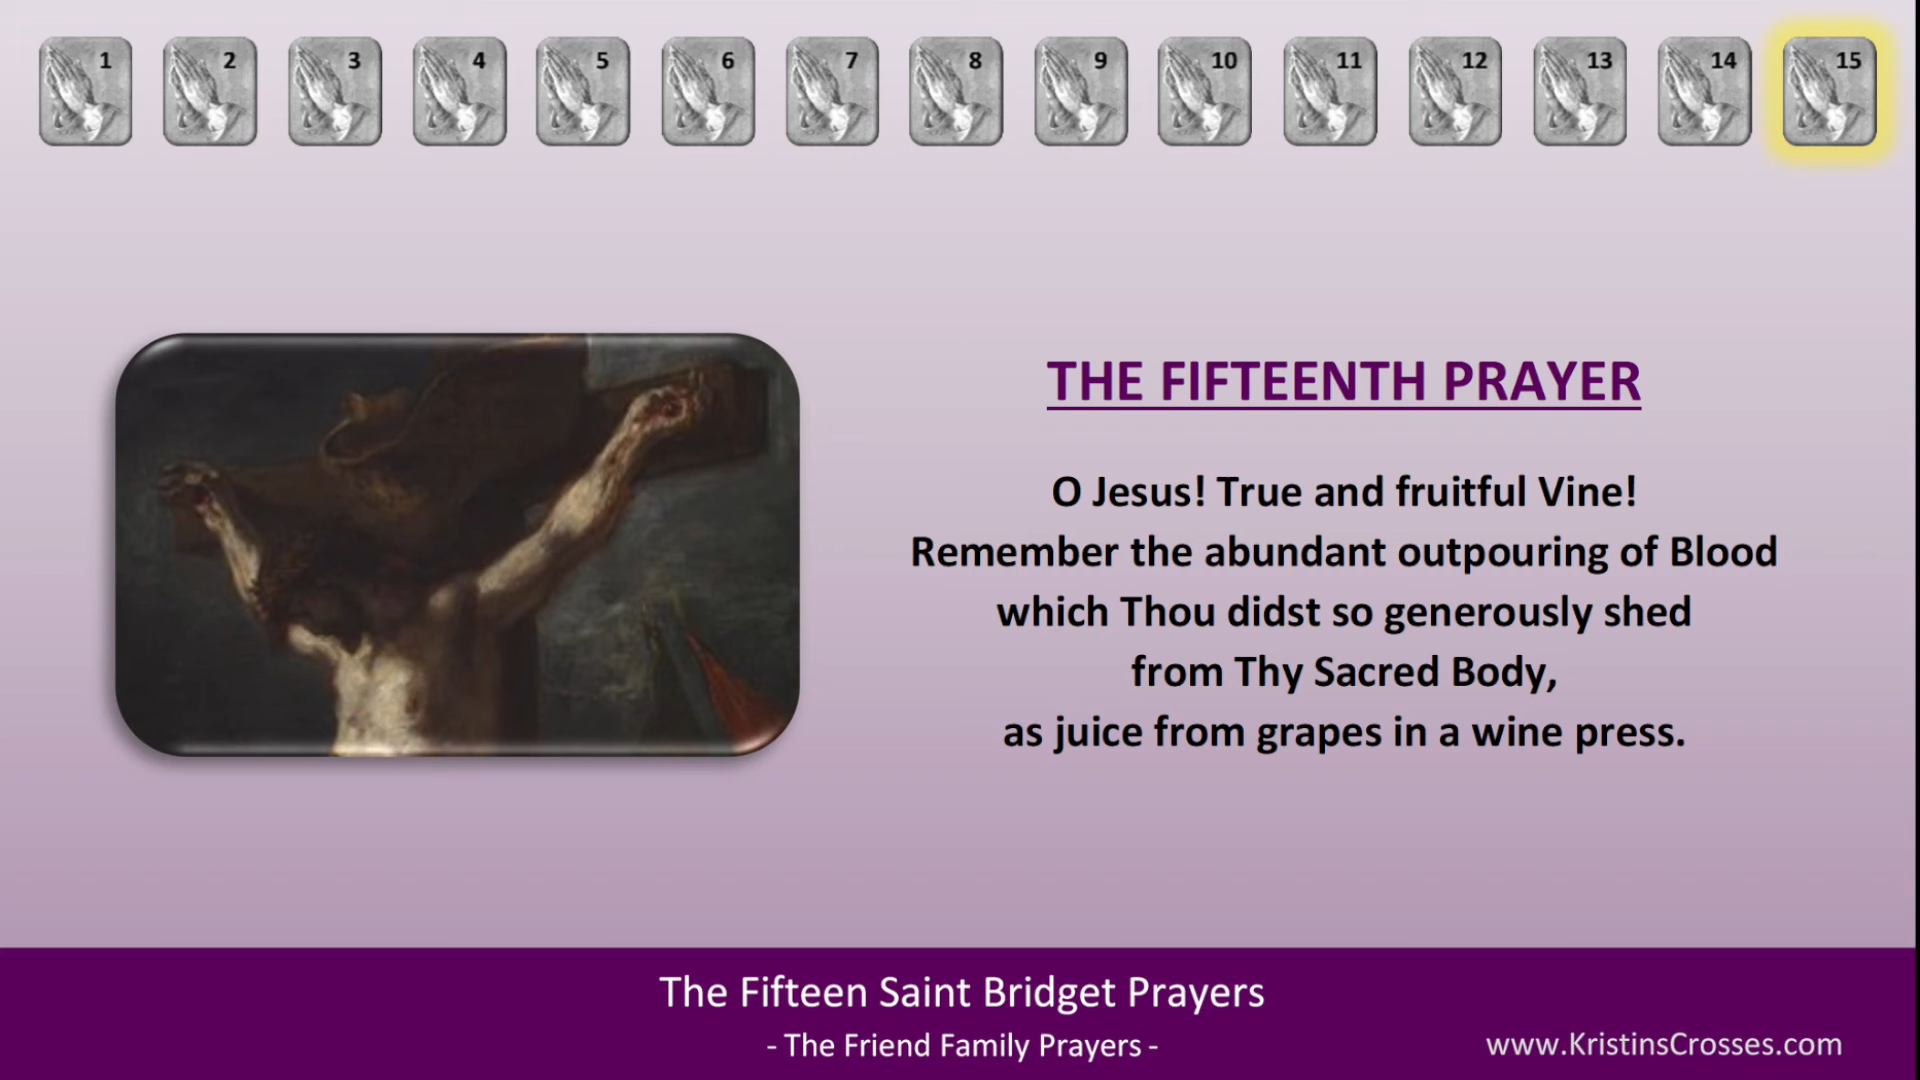 1 2 3 4 5 6 7 8 9 10 11 12 13 14 15
THE FIFTEENTH PRAYER
O Jesus! True and fruitful Vine!
Remember the abundant outpouring of Blood
which Thou didst so generously shed
from Thy Sacred Body,
as juice from grapes in a wine press.
The Fifteen Saint Bridget Prayers
- The Friend Family Prayers -
www.KristinsCrosses.com